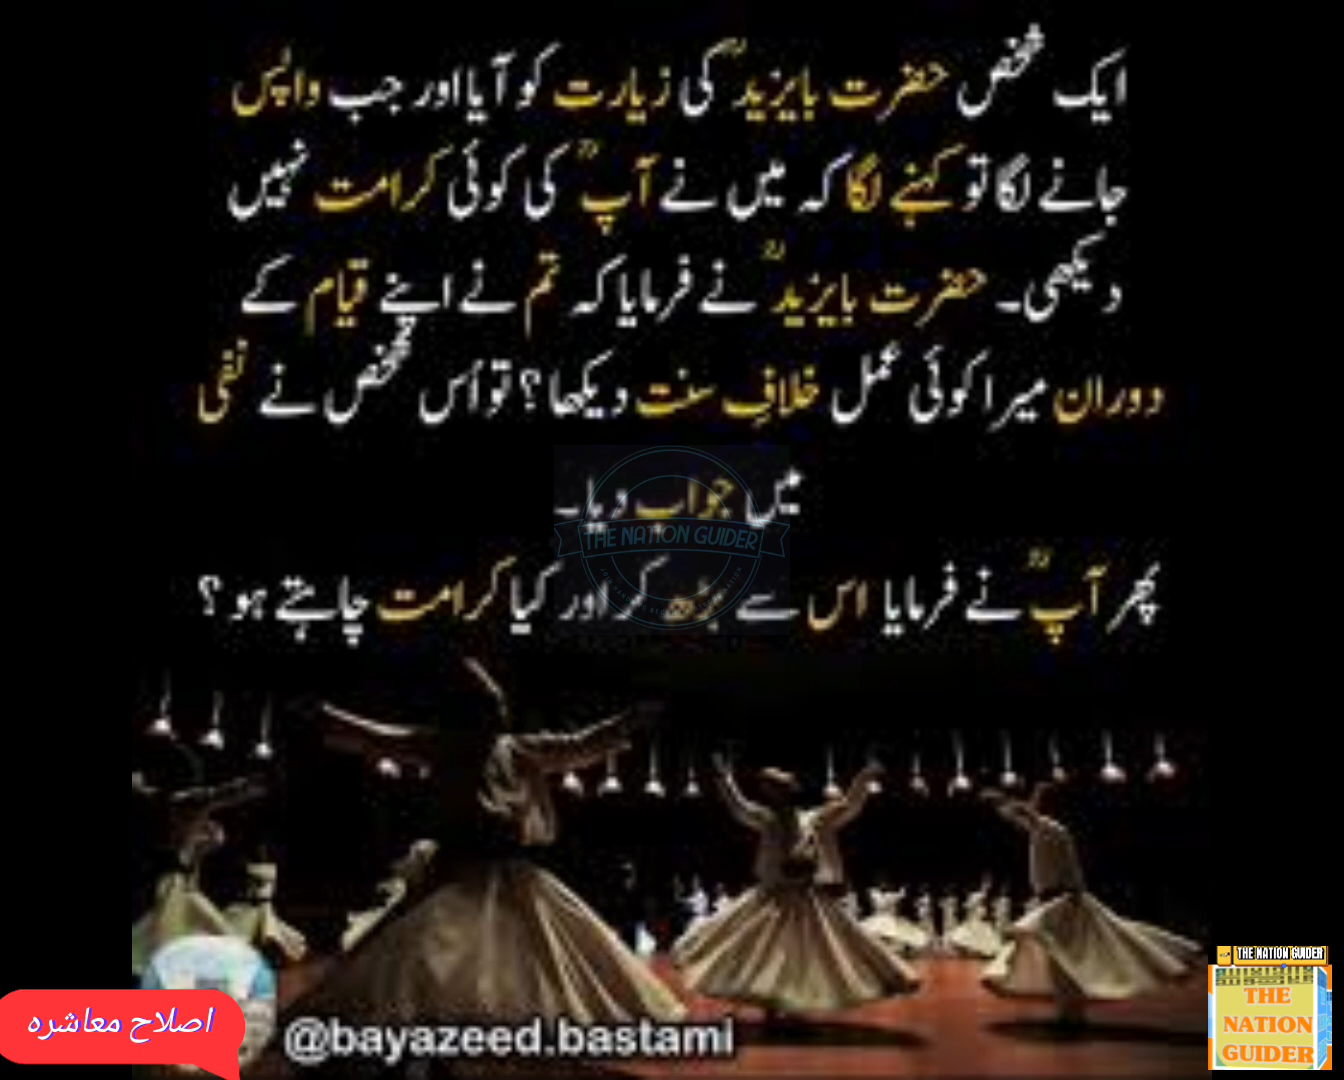 ایک شخص حضرت بایزیدؒ کی زیارت کو آیا اور جب واپس
جانے لگا تو کہنے لگا کہ میں نے آپؒ کی کوئی کرامت نہیں
دیکھی۔ حضرت بایزیدؒ نے فرمایا کہ تم نے اپنے قیام کے
دوران میرا کوئی عمل خلافِ سنت دیکھا؟ تو اُس شخص نے نفی
میں جواب دیا۔
THE NATION GUIDER
پھر آپؒ نے فرمایا اس سے بڑھ کر اور کیا کرامت چاہتے ہو؟
THE NATION GUIDER
THE
NATION
GUIDER
اصلاح معاشرہ
@bayazeed.bastami